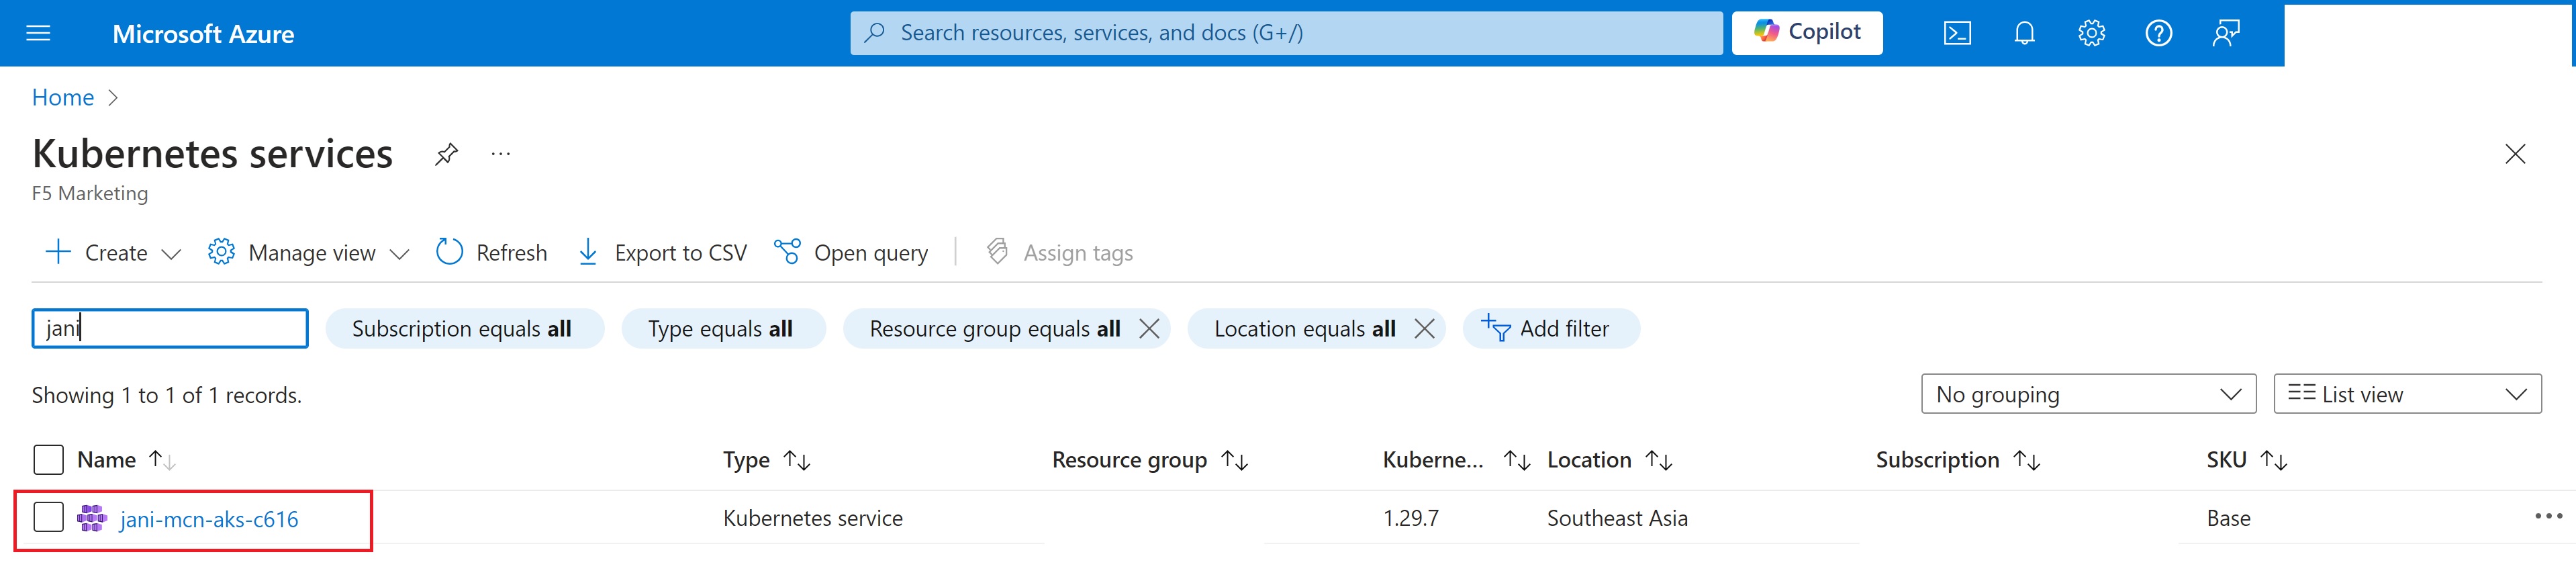 Microsoft Azure
Search resources, services, and docs (G+/)
Copilot
Home
Kubernetes services
...
F5 Marketing
Create
Manage view
Refresh
Export to CSV
Open query
Assign tags
jani
Subscription equals all
Type equals all
Resource group equals all
Location equals all
Add filter
Showing 1 to 1 of 1 records.
No grouping
List view
Name
Type
Resource group
Kuberne...
Location
Subscription
SKU
jani-mcn-aks-c616
Kubernetes service
1.29.7
Southeast Asia
Base
...